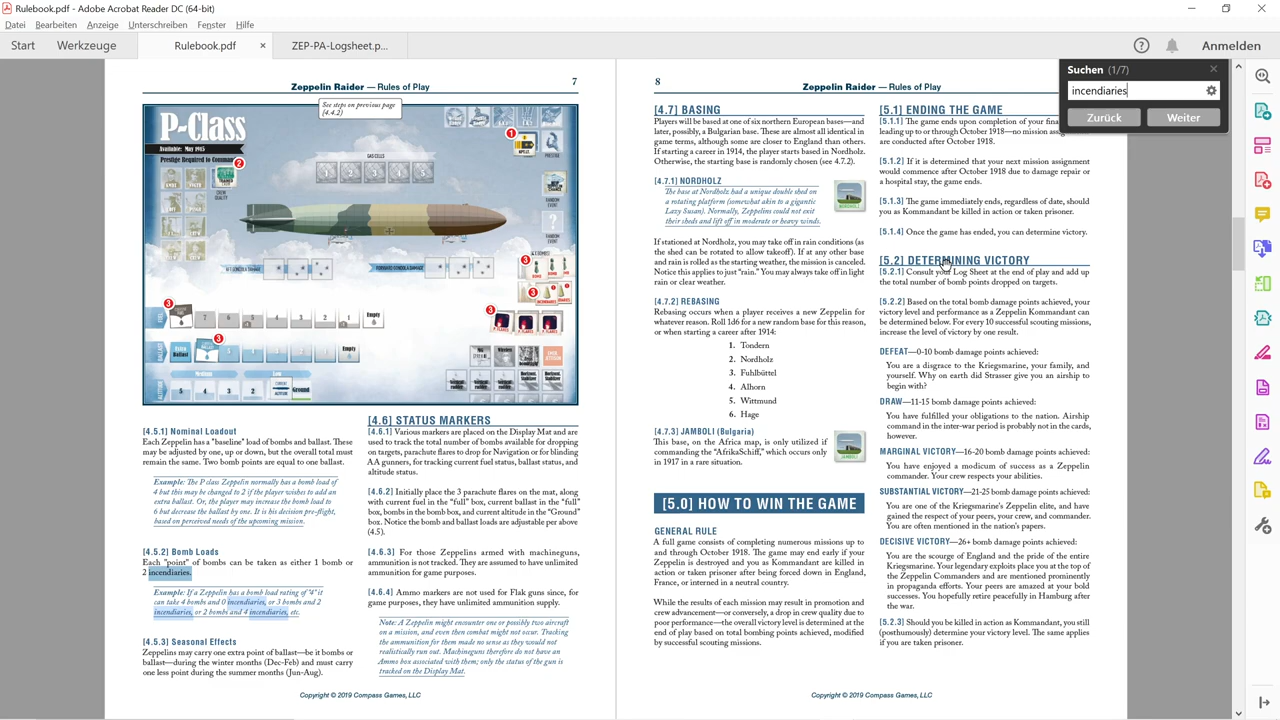 Rulebook.pdf - Adobe Acrobat Reader DC (64-bit)
Datei Bearbeiten Anzeige Unterschreiben Fenster Hilfe
Start Werkzeuge Rulebook.pdf ZEP-PA-Logsheet.p... Anmelden
Suchen (1/7)
incendiaries
Zurück Weiter
7
Zeppelin Raider — Rules of Play
See steps on previous page
(4.4.2)
P-Class
Available: May 1915
Prestige Required to Command
GAS CELLS
1 2 3 4 5
CREW
QUALITY
RANDOM
EVENT
7 6 5 4 3 2 1 Empty
Extra
Ballast
Empty
Medium Low
5 4 3 2 Ground
[4.5.1] Nominal Loadout
Each Zeppelin has a "baseline" load of bombs and ballast. These
may be adjusted by one, up or down, but the overall total must
remain the same. Two bomb points are equal to one ballast.
Example: The P class Zeppelin normally has a bomb load of
4 but this may be changed to 2 if the player wishes to add an
extra ballast. Or, the player may increase the bomb load to
6 but decrease the ballast by one. It is his decision pre-flight,
based on perceived needs of the upcoming mission.
[4.5.2] Bomb Loads
Each "point" of bombs can be taken as either 1 bomb or
2 incendiaries.
Example: If a Zeppelin has a bomb load rating of "4" it
can take 4 bombs and 0 incendiaries, or 3 bombs and 2
incendiaries, or 2 bombs and 4 incendiaries, etc.
[4.5.3] Seasonal Effects
Zeppelins may carry one extra point of ballast—be it bombs or
ballast—during the winter months (Dec-Feb) and must carry
one less point during the summer months (Jun-Aug).
[4.6] STATUS MARKERS
[4.6.1] Various markers are placed on the Display Mat and are
used to track the total number of bombs available for dropping
on targets, parachute flares to drop for Navigation or for blinding
AA gunners, for tracking current fuel status, ballast status, and
altitude status.
[4.6.2] Initially place the 3 parachute flares on the mat, along
with current fuel in the "full" box, current ballast in the "full"
box, bombs in the bomb box, and current altitude in the "Ground"
box. Notice the bomb and ballast loads are adjustable per above
(4.5).
[4.6.3] For those Zeppelins armed with machineguns,
ammunition is not tracked. They are assumed to have unlimited
ammunition for game purposes.
[4.6.4] Ammo markers are not used for Flak guns since, for
game purposes, they have unlimited ammunition supply.
Note: A Zeppelin might encounter one or possibly two aircraft
on a mission, and even then combat might not occur. Tracking
the ammunition for them made no sense as they would not
realistically run out. Machineguns therefore do not have an
Ammo box associated with them; only the status of the gun is
tracked on the Display Mat.
Copyright © 2019 Compass Games, LLC
8
Zeppelin Raider — Rules of Play
[4.7] BASING
Players will be based at one of six northern European bases—and
later, possibly, a Bulgarian base. These are almost all identical in
game terms, although some are closer to England than others.
If starting a career in 1914, the player starts based in Nordholz.
Otherwise, the starting base is randomly chosen (see 4.7.2).
[4.7.1] NORDHOLZ
The base at Nordholz had a unique double shed on
a rotating platform (somewhat akin to a gigantic
Lazy Susan). Normally, Zeppelins could not exit
their sheds and lift off in moderate or heavy winds.
NORDHOLZ
If stationed at Nordholz, you may take off in rain conditions (as
the shed can be rotated to allow takeoff). If at any other base
and rain is rolled as the starting weather, the mission is canceled.
Notice this applies to just "rain." You may always take off in light
rain or clear weather.
[4.7.2] REBASING
Rebasing occurs when a player receives a new Zeppelin for
whatever reason. Roll 1d6 for a new random base for this reason,
or when starting a career after 1914:
1. Tondern
2. Nordholz
3. Fuhlbüttel
4. Alhorn
5. Wittmund
6. Hage
[4.7.3] JAMBOLI (Bulgaria)
This base, on the Africa map, is only utilized if
commanding the "AfrikaSchiff," which occurs only
in 1917 in a rare situation.
JAMBOLI
[5.0] HOW TO WIN THE GAME
GENERAL RULE
A full game consists of completing numerous missions up to
and through October 1918. The game may end early if your
Zeppelin is destroyed and you as Kommandant are killed in
action or taken prisoner after being forced down in England,
France, or interned in a neutral country.
While the results of each mission may result in promotion and
crew advancement—or conversely, a drop in crew quality due to
poor performance—the overall victory level is determined at the
end of play based on total bombing points achieved, modified
by successful scouting missions.
[5.1] ENDING THE GAME
[5.1.1] The game ends upon completion of your fina
leading up to or through October 1918—no mission assig
are conducted after October 1918.
[5.1.2] If it is determined that your next mission assignment
would commence after October 1918 due to damage repair or
a hospital stay, the game ends.
[5.1.3] The game immediately ends, regardless of date, should
you as Kommandant be killed in action or taken prisoner.
[5.1.4] Once the game has ended, you can determine victory.
[5.2] DETERMINING VICTORY
[5.2.1] Consult your Log Sheet at the end of play and add up
the total number of bomb points dropped on targets.
[5.2.2] Based on the total bomb damage points achieved, your
victory level and performance as a Zeppelin Kommandant can
be determined below. For every 10 successful scouting missions,
increase the level of victory by one result.
DEFEAT—0-10 bomb damage points achieved:
You are a disgrace to the Kriegsmarine, your family, and
yourself. Why on earth did Strasser give you an airship to
begin with?
DRAW—11-15 bomb damage points achieved:
You have fulfilled your obligations to the nation. Airship
command in the inter-war period is probably not in the cards,
however.
MARGINAL VICTORY—16-20 bomb damage points achieved:
You have enjoyed a modicum of success as a Zeppelin
commander. Your crew respects your abilities.
SUBSTANTIAL VICTORY—21-25 bomb damage points achieved:
You are one of the Kriegsmarine's Zeppelin elite, and have
gained the respect of your peers, your crew, and commander.
You are often mentioned in the nation's papers.
DECISIVE VICTORY—26+ bomb damage points achieved:
You are the scourge of England and the pride of the entire
Kriegsmarine. Your legendary exploits place you at the top of
the Zeppelin Commanders and are mentioned prominently
in propaganda efforts. Your peers are amazed at your bold
successes. You hopefully retire peacefully in Hamburg after
the war.
[5.2.3] Should you be killed in action as Kommandant, you still
(posthumously) determine your victory level. The same applies
if you are taken prisoner.
Copyright © 2019 Compass Games, LLC